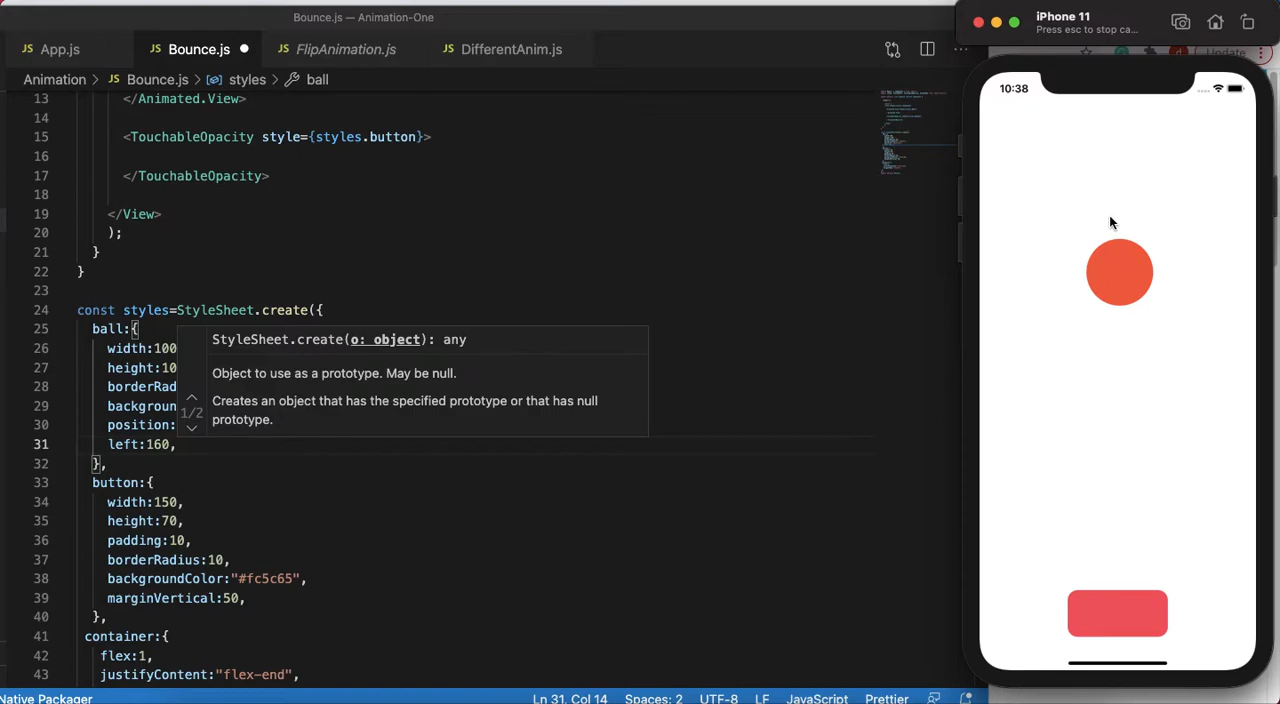 Bounce.js — Animation-One
iPhone 11
Press esc to stop ca...
Update
JS App.js
JS Bounce.js
JS FlipAnimation.js
JS DifferentAnim.js
Animation > JS Bounce.js > styles > ball
10:38
13 </Animated.View>
14
15 <TouchableOpacity style={styles.button}>
16
17 </TouchableOpacity>
18
19 </View>
20 );
21 }
22 }
23
24 const styles=StyleSheet.create({
25 ball:{
StyleSheet.create(o: object): any
26 width:100
27 height:10
Object to use as a prototype. May be null.
28 borderRad
1/2
Creates an object that has the specified prototype or that has null
prototype.
29 backgroun
30 position:
31 left:160,
32 },
33 button:{
34 width:150,
35 height:70,
36 padding:10,
37 borderRadius:10,
38 backgroundColor:"#fc5c65",
39 marginVertical:50,
40 },
41 container:{
42 flex:1,
43 justifyContent:"flex-end",
Native Packager
Ln 31, Col 14
Spaces: 2
UTF-8
LF
JavaScript
Prettier